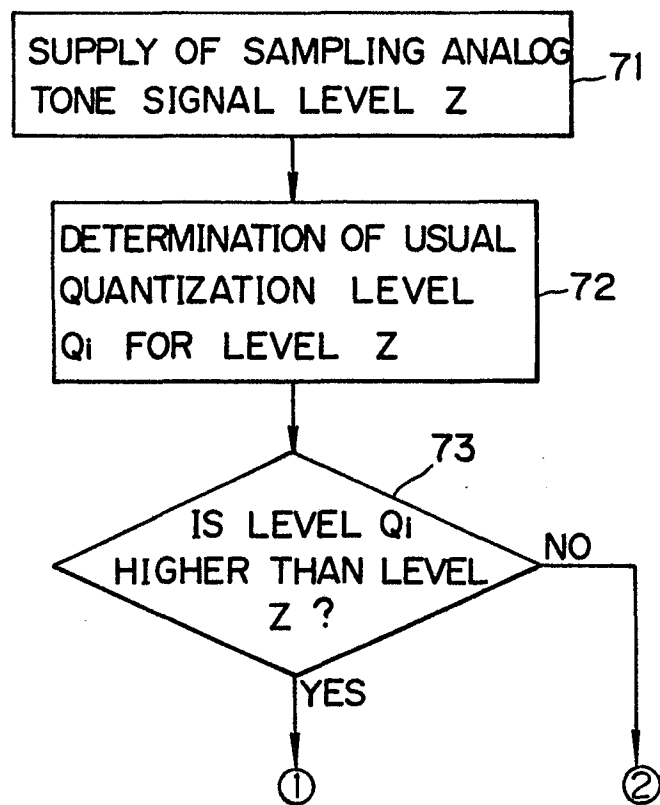 SUPPLY OF SAMPLING ANALOG
TONE SIGNAL LEVEL Z
71
DETERMINATION OF USUAL
QUANTIZATION LEVEL
Qi FOR LEVEL Z
72
73
IS LEVEL Qi
HIGHER THAN LEVEL
Z ?
NO
YES
①
②